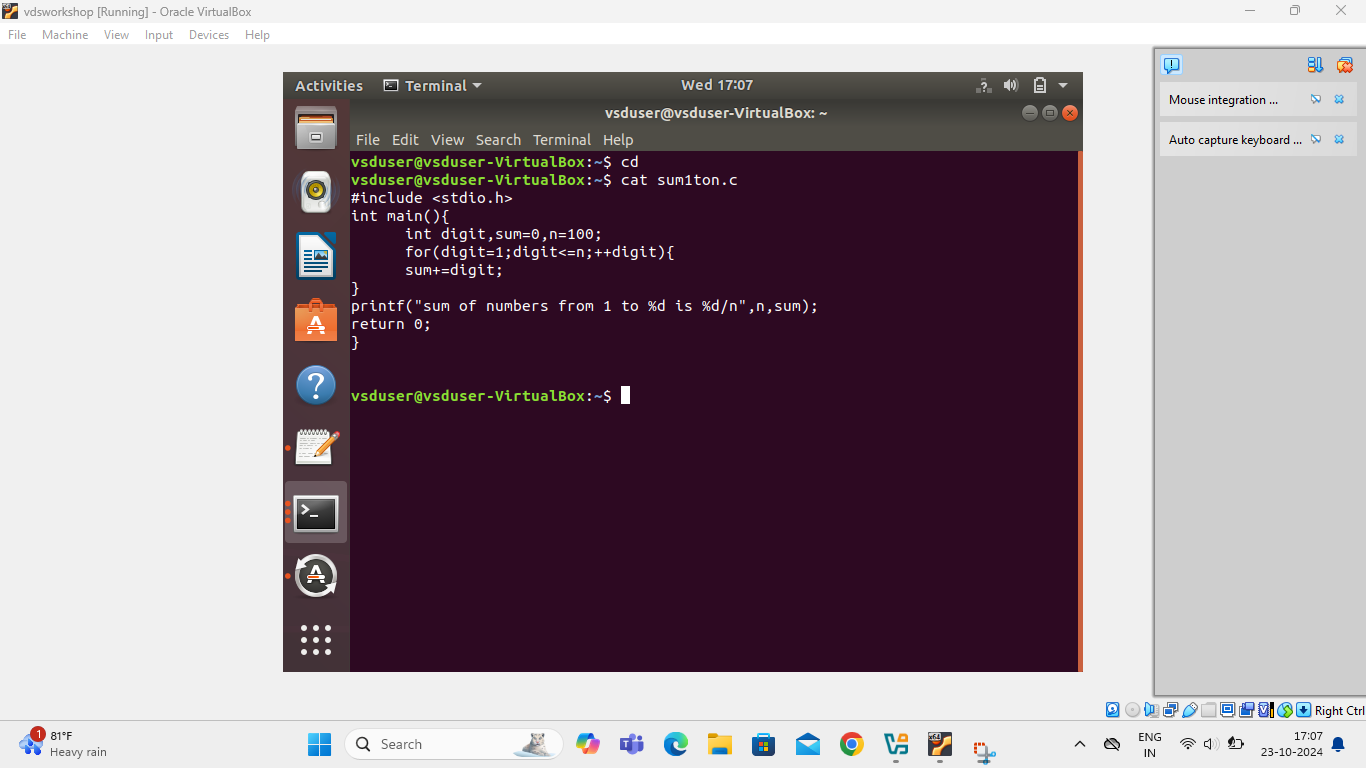 vdsworkshop [Running] - Oracle VirtualBox
File Machine View Input Devices Help
Activities Terminal Wed 17:07
vsduser@vsduser-VirtualBox: ~
File Edit View Search Terminal Help
vsduser@vsduser-VirtualBox:~$ cd
vsduser@vsduser-VirtualBox:~$ cat sum1ton.c
#include <stdio.h>
int main(){
      int digit,sum=0,n=100;
      for(digit=1;digit<=n;++digit){
      sum+=digit;
}
printf("sum of numbers from 1 to %d is %d/n",n,sum);
return 0;
}
vsduser@vsduser-VirtualBox:~$
Mouse integration ...
Auto capture keyboard ...
Right Ctrl
1
81°F
Heavy rain
Search
ENG
IN
17:07
23-10-2024